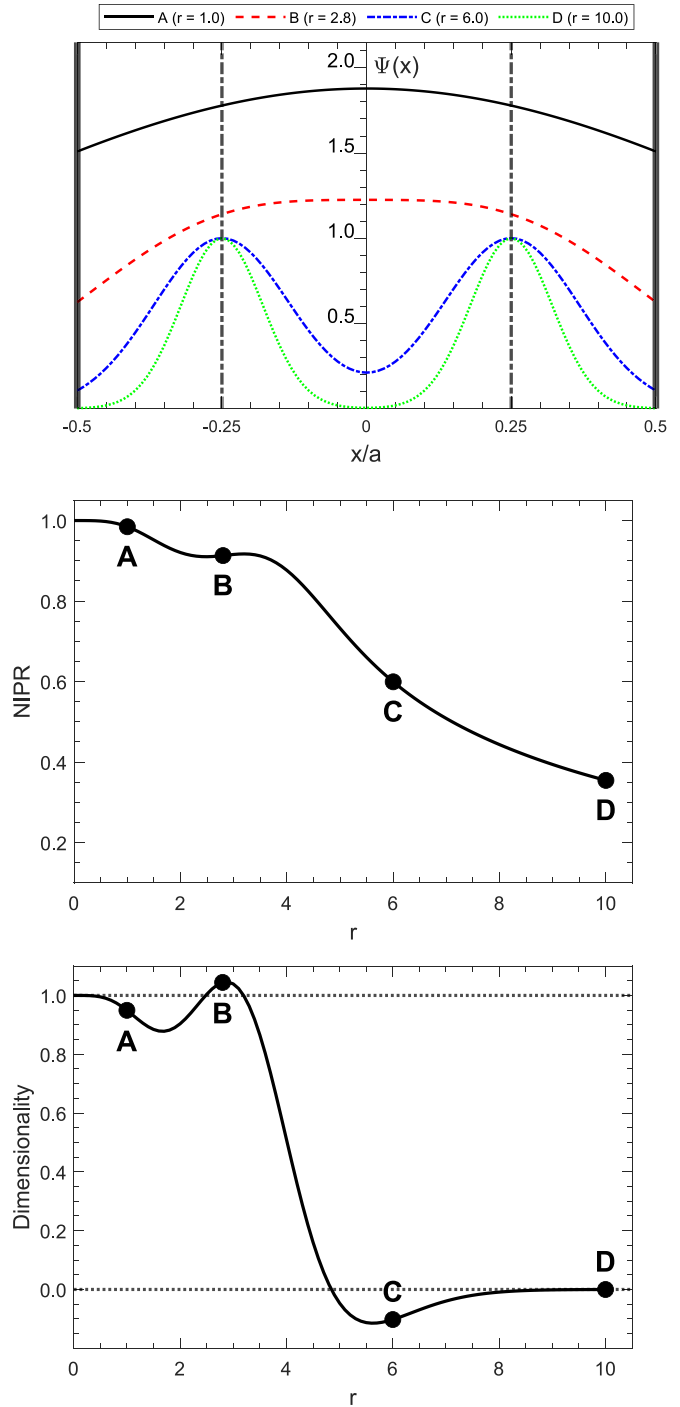 A (r = 1.0) B (r = 2.8) C (r = 6.0) D (r = 10.0)
Ψ(x)
2.0
1.5
1.0
0.5
-0.5 -0.25 0 0.25 0.5
x/a
1.0
0.8
0.6
0.4
0.2
NIPR
A
B
C
D
0 2 4 6 8 10
r
1.0
0.8
0.6
0.4
0.2
0.0
Dimensionality
A
B
C
D
0 2 4 6 8 10
r